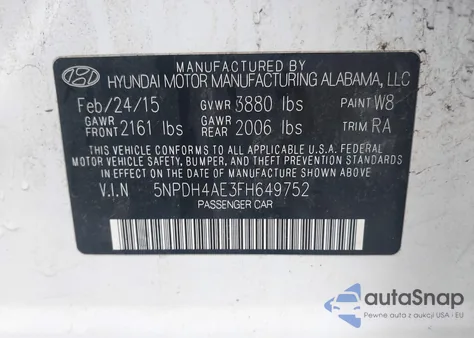 MANUFACTURED BY
HYUNDAI MOTOR MANUFACTURING ALABAMA, LLC
Feb/24/15 GVWR 3880 lbs PAINT W8
GAWR FRONT 2161 lbs GAWR REAR 2006 lbs TRIM RA
THIS VEHICLE CONFORMS TO ALL APPLICABLE U.S.A. FEDERAL
MOTOR VEHICLE SAFETY, BUMPER, AND THEFT PREVENTION STANDARDS
IN EFFECT ON THE DATE OF MANUFACTURE SHOWN ABOVE.
V.I.N 5NPDH4AE3FH649752
PASSENGER CAR
autoSnap
Pewne auta z aukcji USA - EU